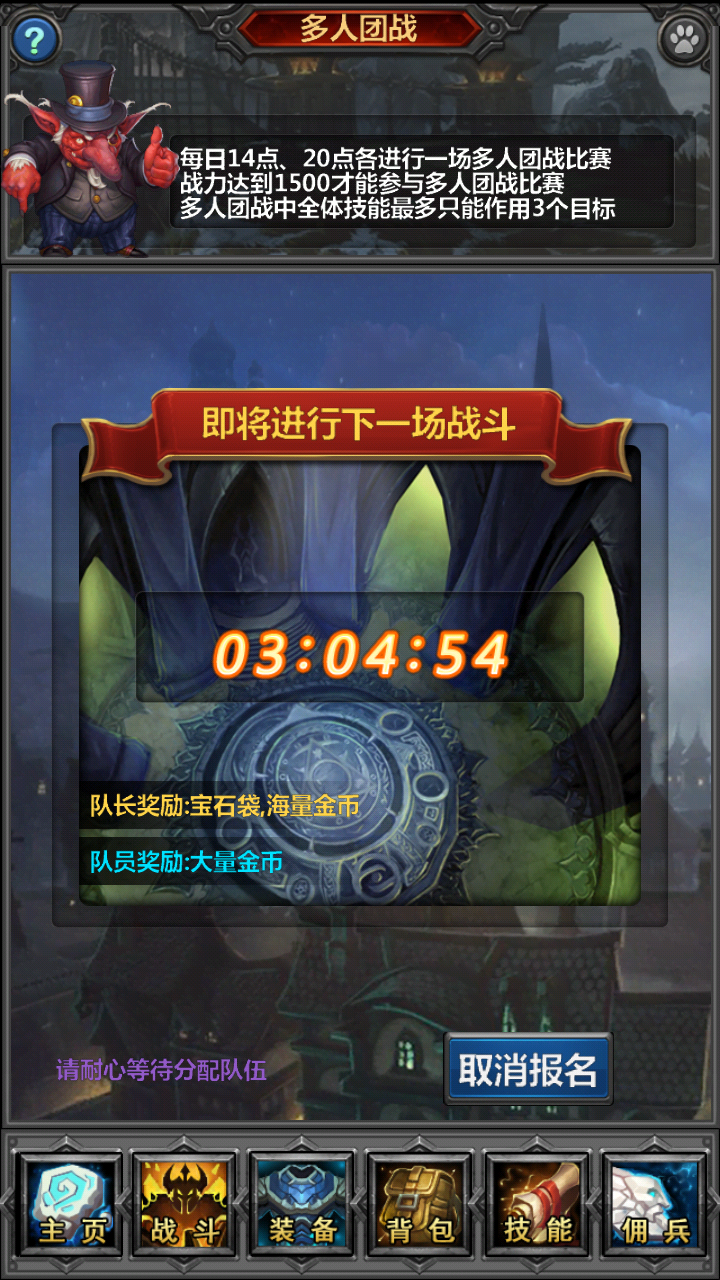 ?
多人团战
每日14点、20点各进行一场多人团战比赛
战力达到1500才能参与多人团战比赛
多人团战中全体技能最多只能作用3个目标
即将进行下一场战斗
03:04:54
队长奖励:宝石袋,海量金币
队员奖励:大量金币
请耐心等待分配队伍
取消报名
主页
战斗
装备
背包
技能
佣兵